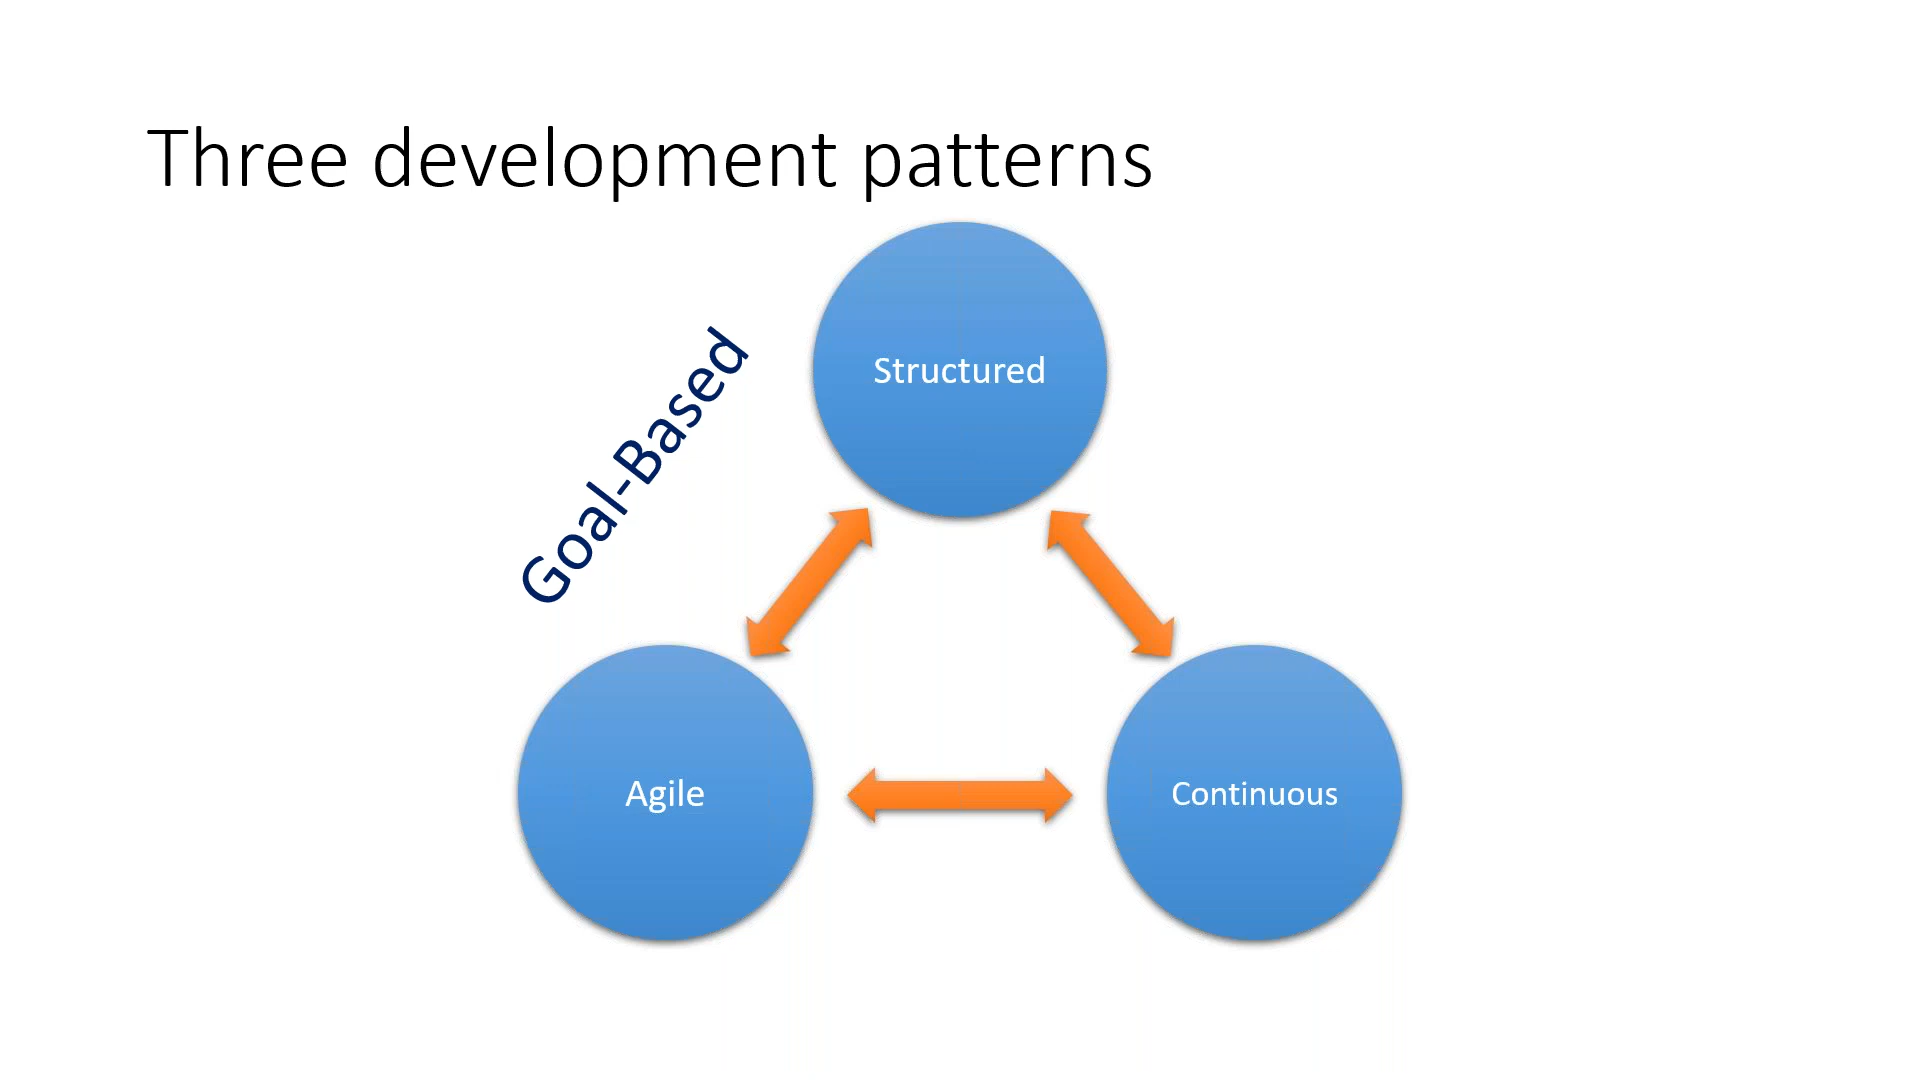 Three development patterns
Structured
Goal-Based
Agile
Continuous